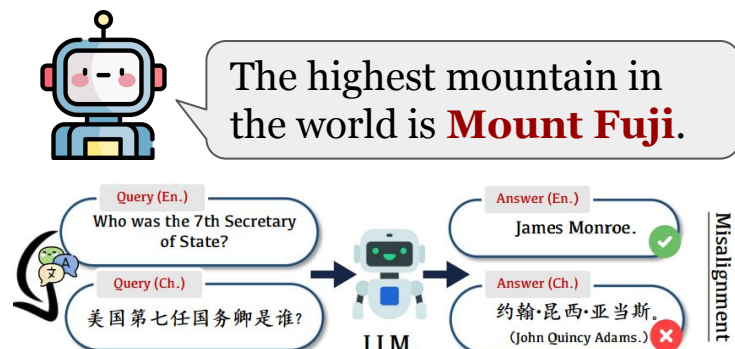 The highest mountain in
the world is Mount Fuji.
Query (En.)
Who was the 7th Secretary
of State?
Query (Ch.)
美国第七任国务卿是谁?
A
文
LLM
Answer (En.)
James Monroe.
Answer (Ch.)
约翰·昆西·亚当斯。
(John Quincy Adams.)
Misalignment